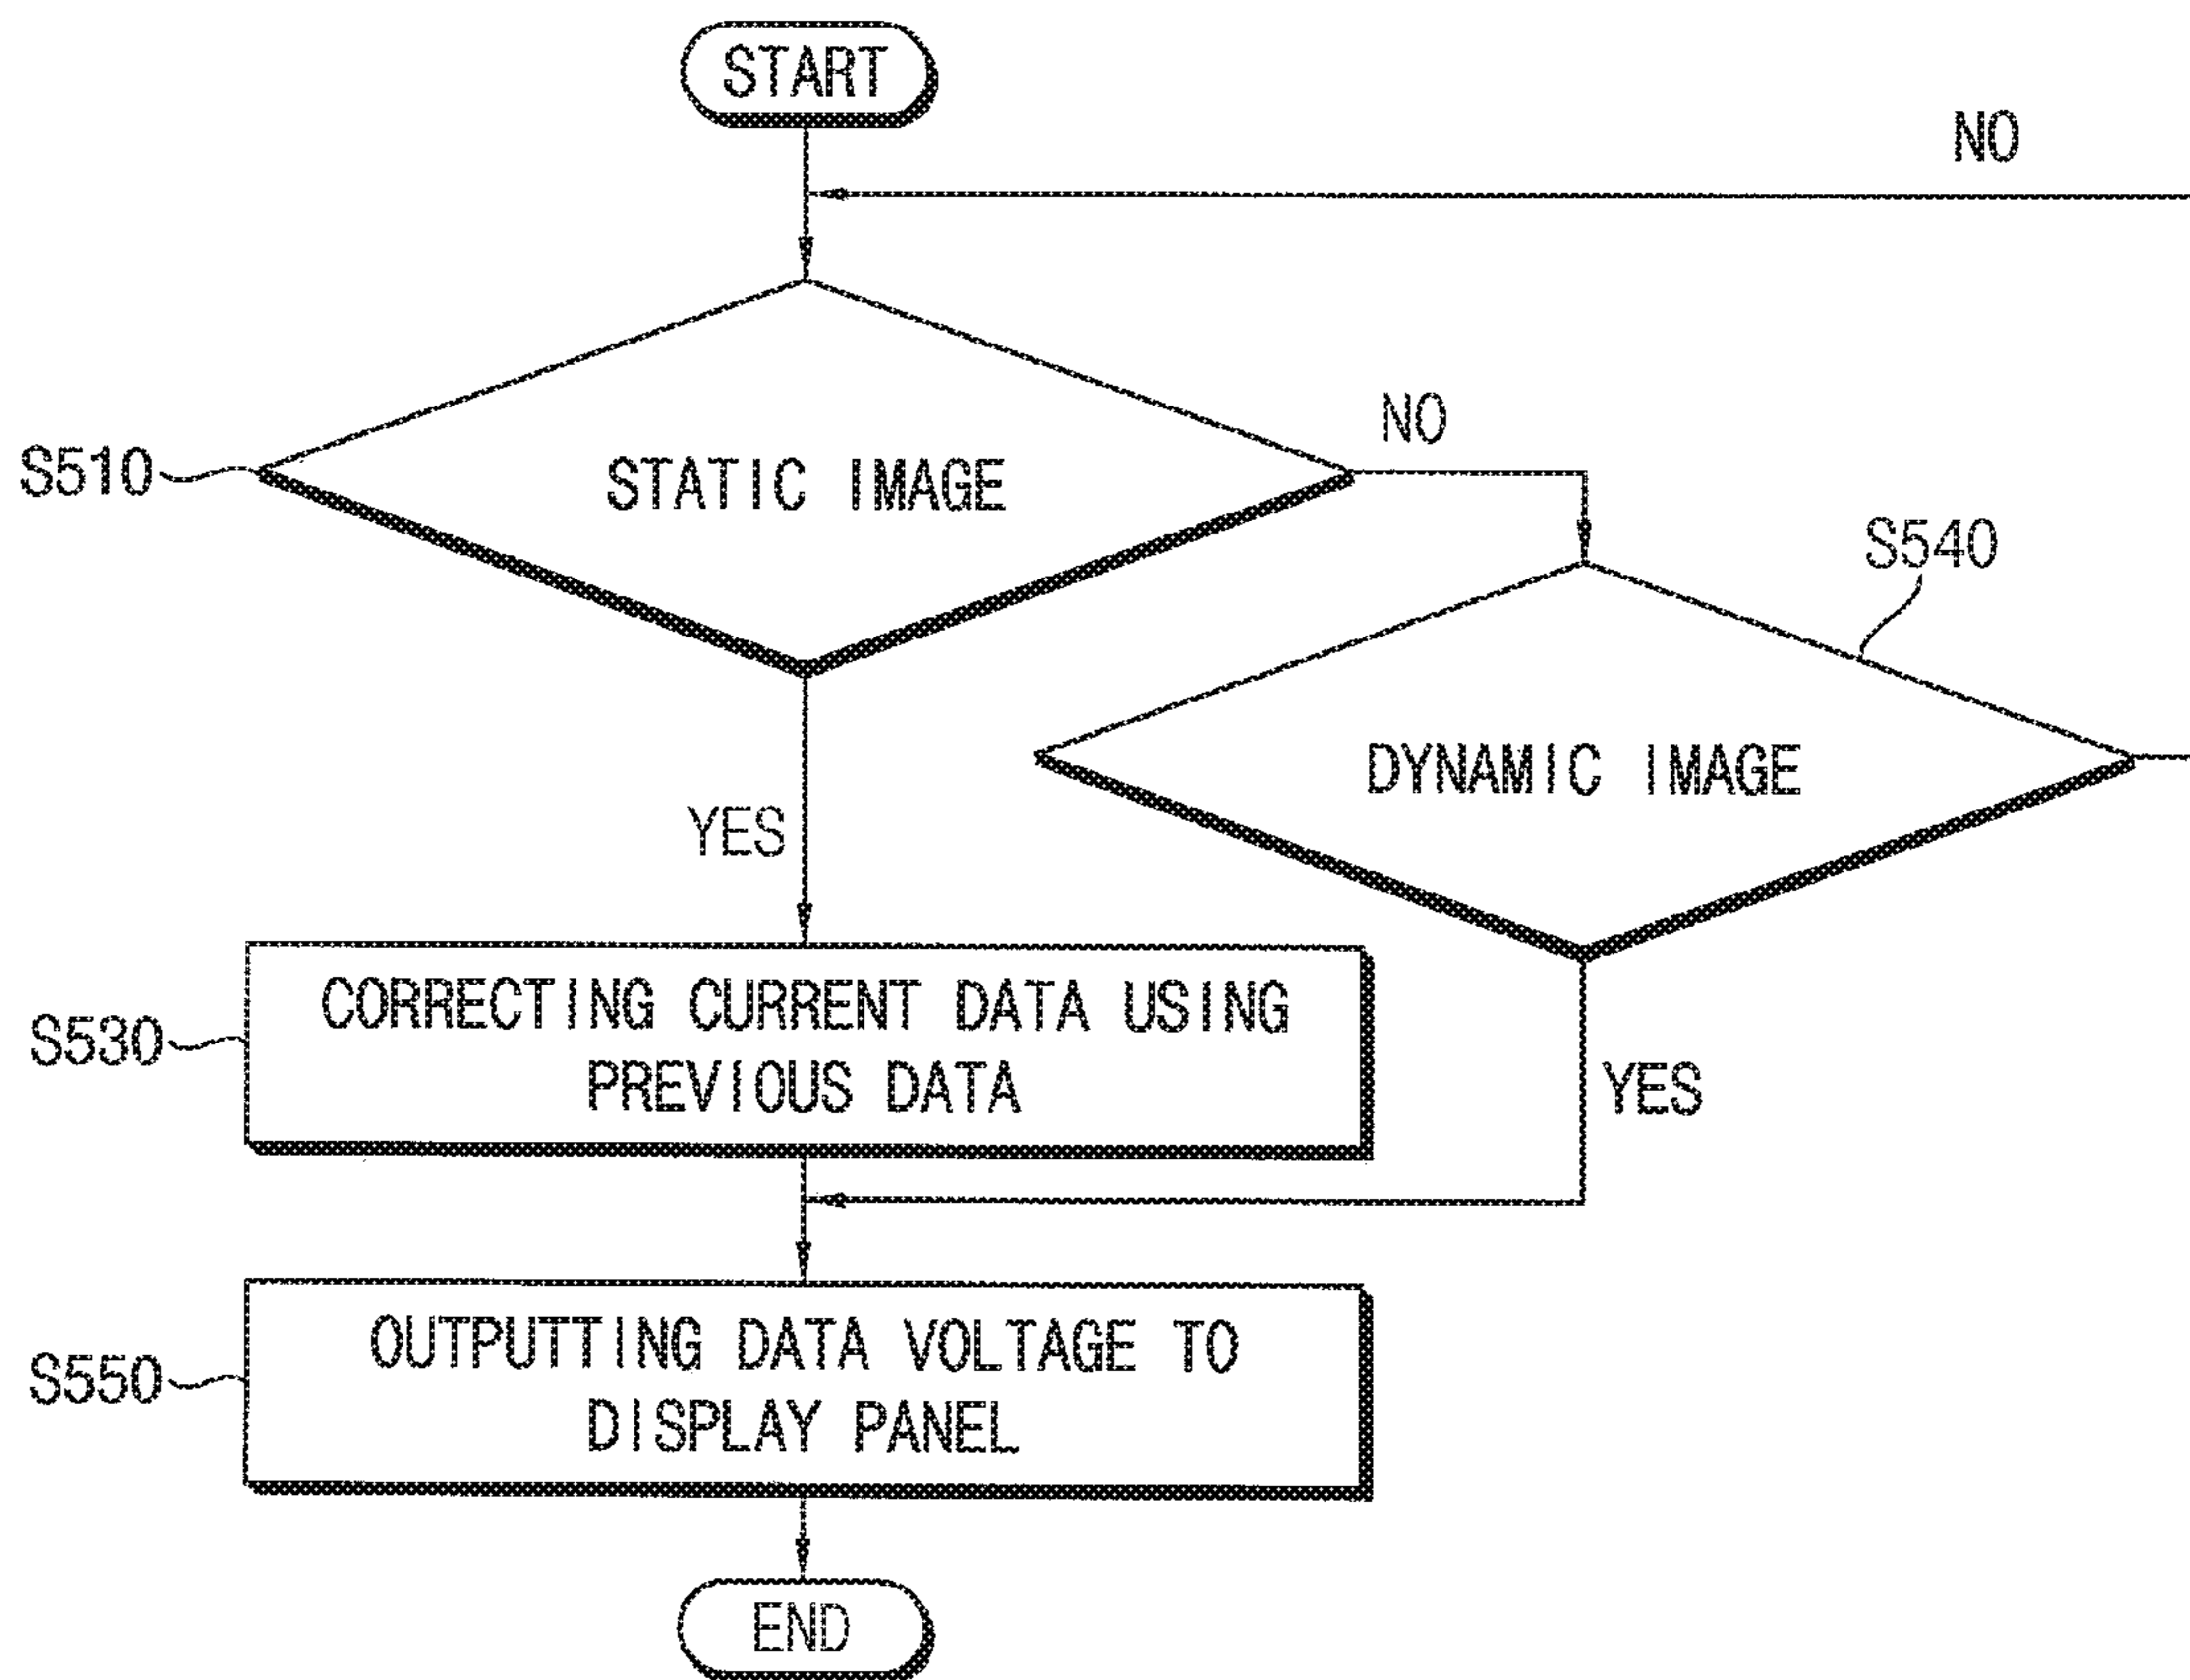 START
NO
NO
S510
STATIC IMAGE
S540
DYNAMIC IMAGE
YES
S530
CORRECTING CURRENT DATA USING
PREVIOUS DATA
YES
S550
OUTPUTTING DATA VOLTAGE TO
DISPLAY PANEL
END